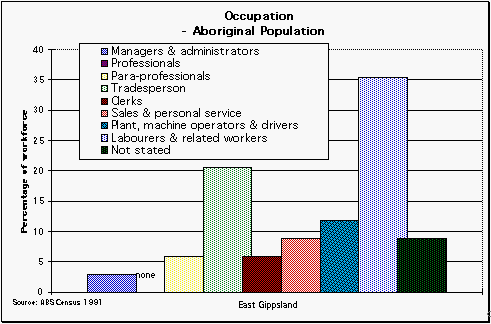 Occupation
- Aboriginal Population
Percentage of workforce
40
35
30
25
20
15
10
5
0
Managers & administrators
Professionals
Para-professionals
Tradesperson
Clerks
Sales & personal service
Plant, machine operators & drivers
Labourers & related workers
Not stated
none
East Gippsland
Source: ABS Census 1991